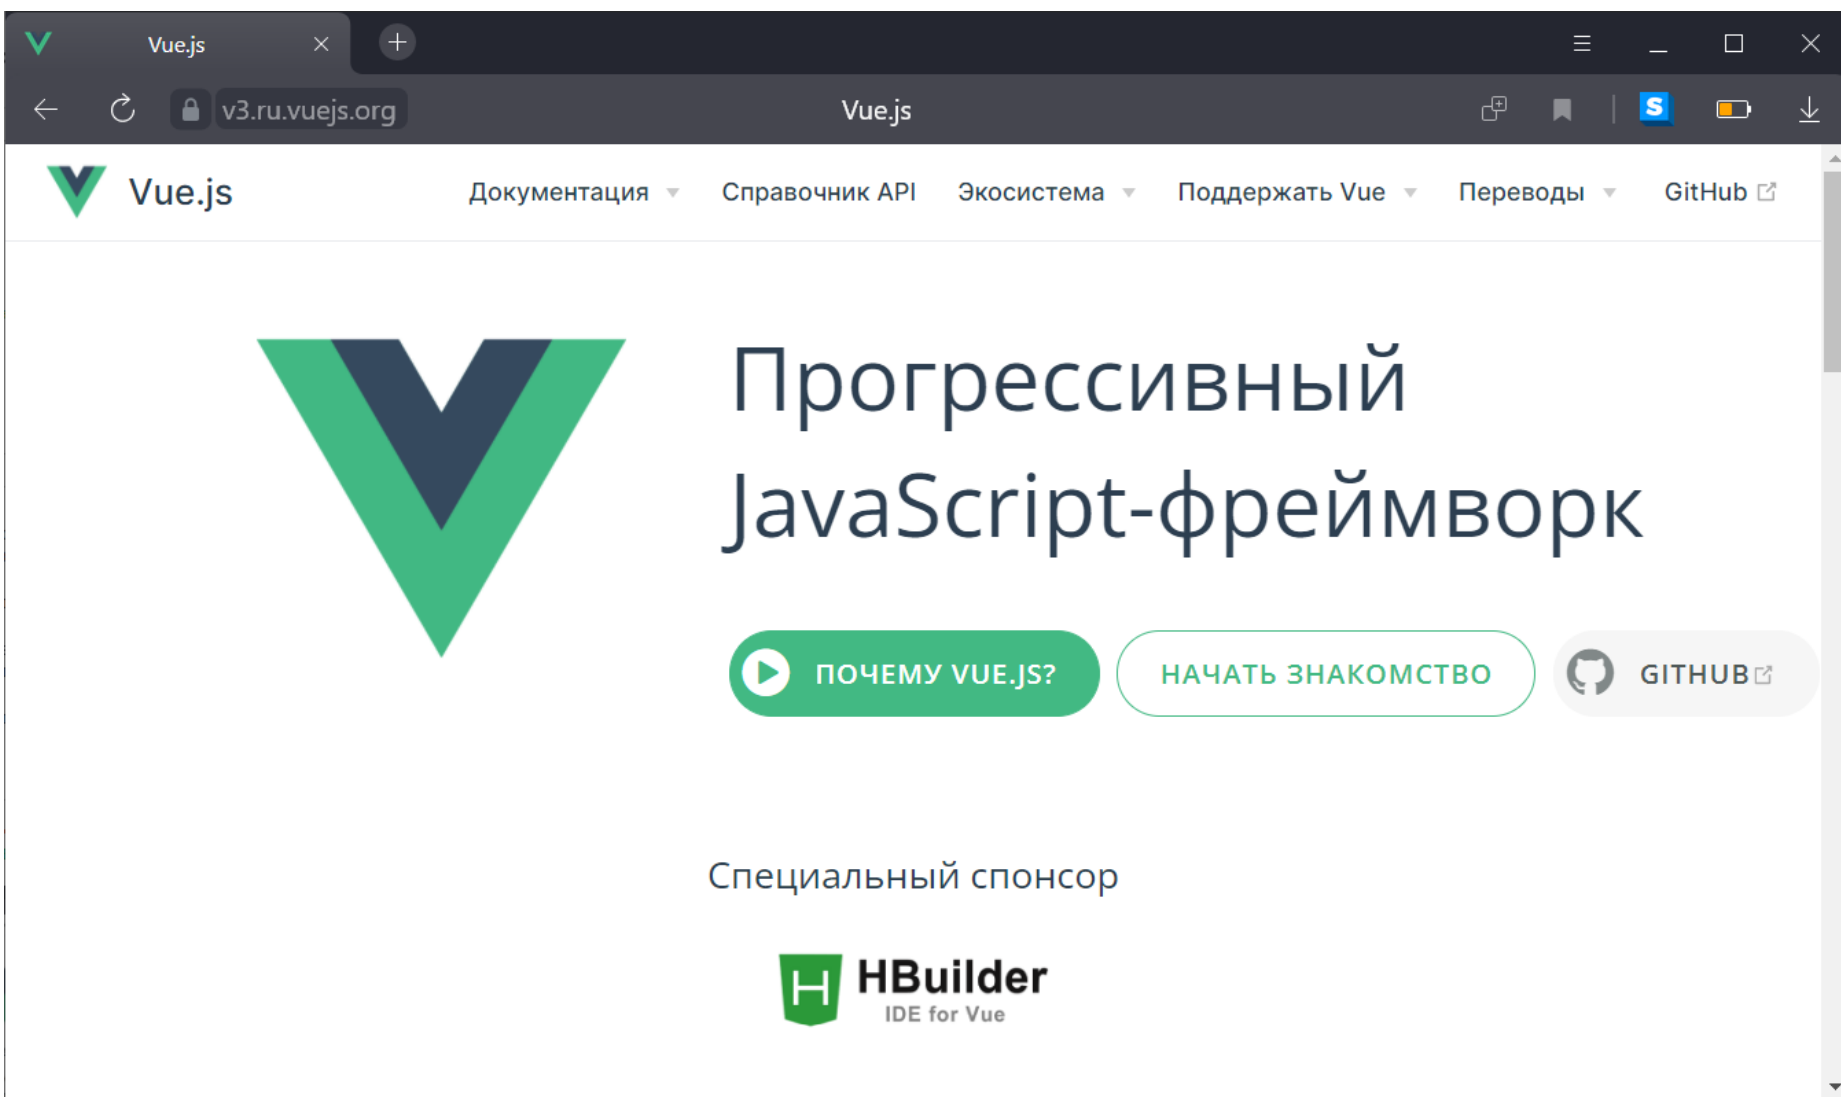 Vue.js
v3.ru.vuejs.org
Vue.js
S
Vue.js
Документация
Справочник API
Экосистема
Поддержать Vue
Переводы
GitHub
Прогрессивный
JavaScript-фреймворк
ПОЧЕМУ VUE.JS?
НАЧАТЬ ЗНАКОМСТВО
GITHUB
Специальный спонсор
H
HBuilder
IDE for Vue